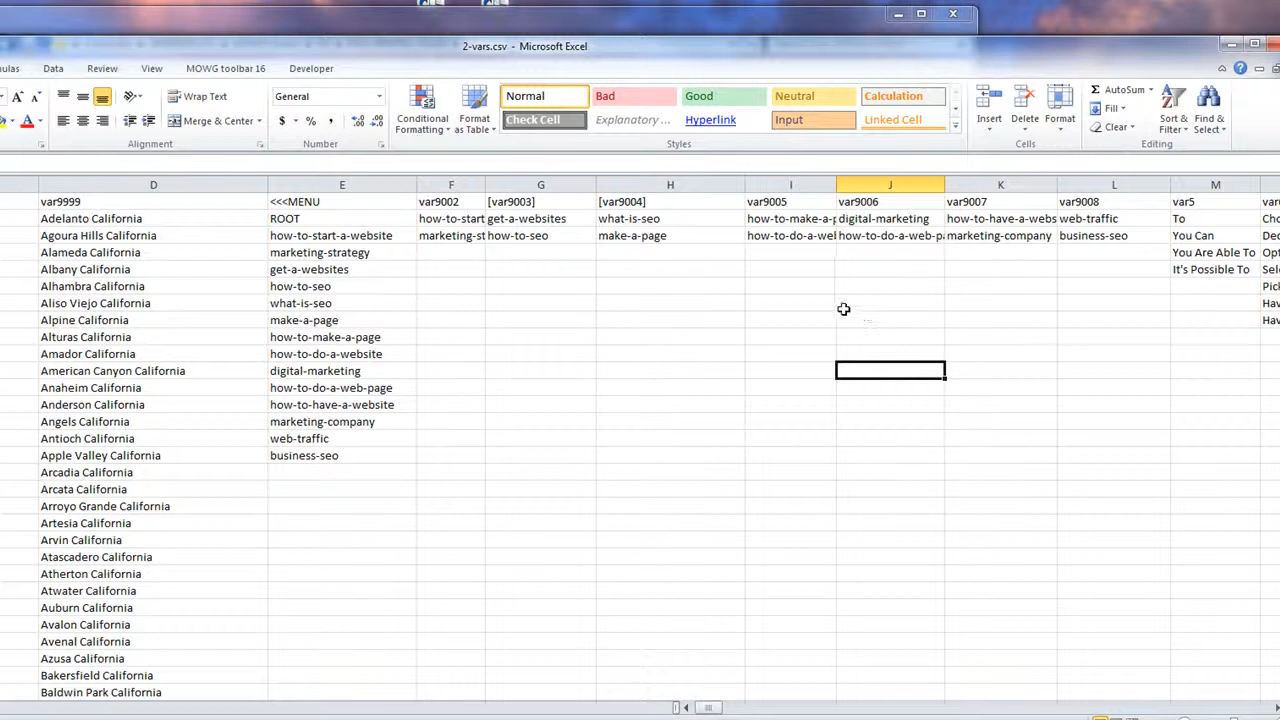 2-vars.csv - Microsoft Excel
Data Review View MOWG toolbar 16 Developer
Wrap Text General Normal Bad Good Neutral Calculation AutoSum
Fill
Merge & Center $ % , Conditional Formatting Format as Table Check Cell Explanatory ... Hyperlink Input Linked Cell Insert Delete Format Clear Sort & Filter Find & Select
Alignment Number Styles Cells Editing
D E F G H I J K L M
var9999 <<<MENU var9002 [var9003] [var9004] var9005 var9006 var9007 var9008 var5
Adelanto California ROOT how-to-start get-a-websites what-is-seo how-to-make-a-p digital-marketing how-to-have-a-webs web-traffic To
Agoura Hills California how-to-start-a-website marketing-st how-to-seo make-a-page how-to-do-a-wel how-to-do-a-web-pa marketing-company business-seo You Can
Alameda California marketing-strategy You Are Able To
Albany California get-a-websites It's Possible To
Alhambra California how-to-seo
Aliso Viejo California what-is-seo
Alpine California make-a-page
Alturas California how-to-make-a-page
Amador California how-to-do-a-website
American Canyon California digital-marketing
Anaheim California how-to-do-a-web-page
Anderson California how-to-have-a-website
Angels California marketing-company
Antioch California web-traffic
Apple Valley California business-seo
Arcadia California
Arcata California
Arroyo Grande California
Artesia California
Arvin California
Atascadero California
Atherton California
Atwater California
Auburn California
Avalon California
Avenal California
Azusa California
Bakersfield California
Baldwin Park California